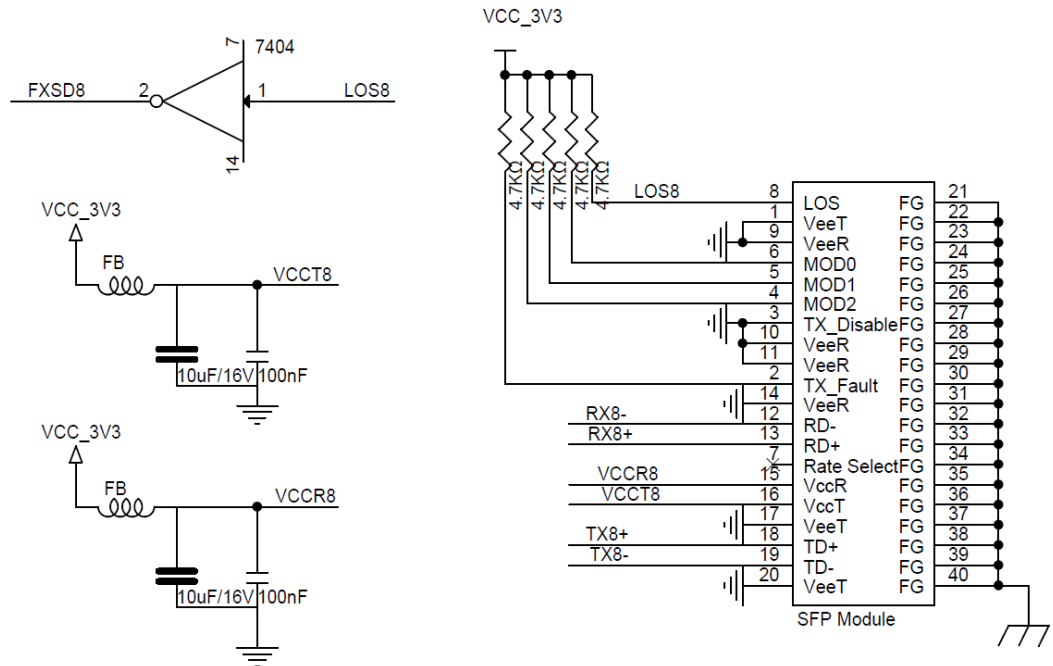 VCC_3V3
7
7404
FXSD8
2
1
LOS8
14
VCC_3V3
FB
VCCT8
10uF/16V
100nF
VCC_3V3
FB
VCCR8
10uF/16V
100nF
4.7KΩ
4.7KΩ
4.7KΩ
4.7KΩ
4.7KΩ
LOS8
8 LOS FG 21
1 VeeT FG 22
9 VeeR FG 23
6 MOD0 FG 24
5 MOD1 FG 25
4 MOD2 FG 26
3 TX_Disable FG 27
10 VeeR FG 28
11 VeeR FG 29
2 TX_Fault FG 30
14 VeeR FG 31
RX8- 12 RD- FG 32
RX8+ 13 RD+ FG 33
7 Rate Select FG 34
VCCR8 15 VccR FG 35
VCCT8 16 VccT FG 36
17 VeeT FG 37
TX8+ 18 TD+ FG 38
TX8- 19 TD- FG 39
20 VeeT FG 40
SFP Module